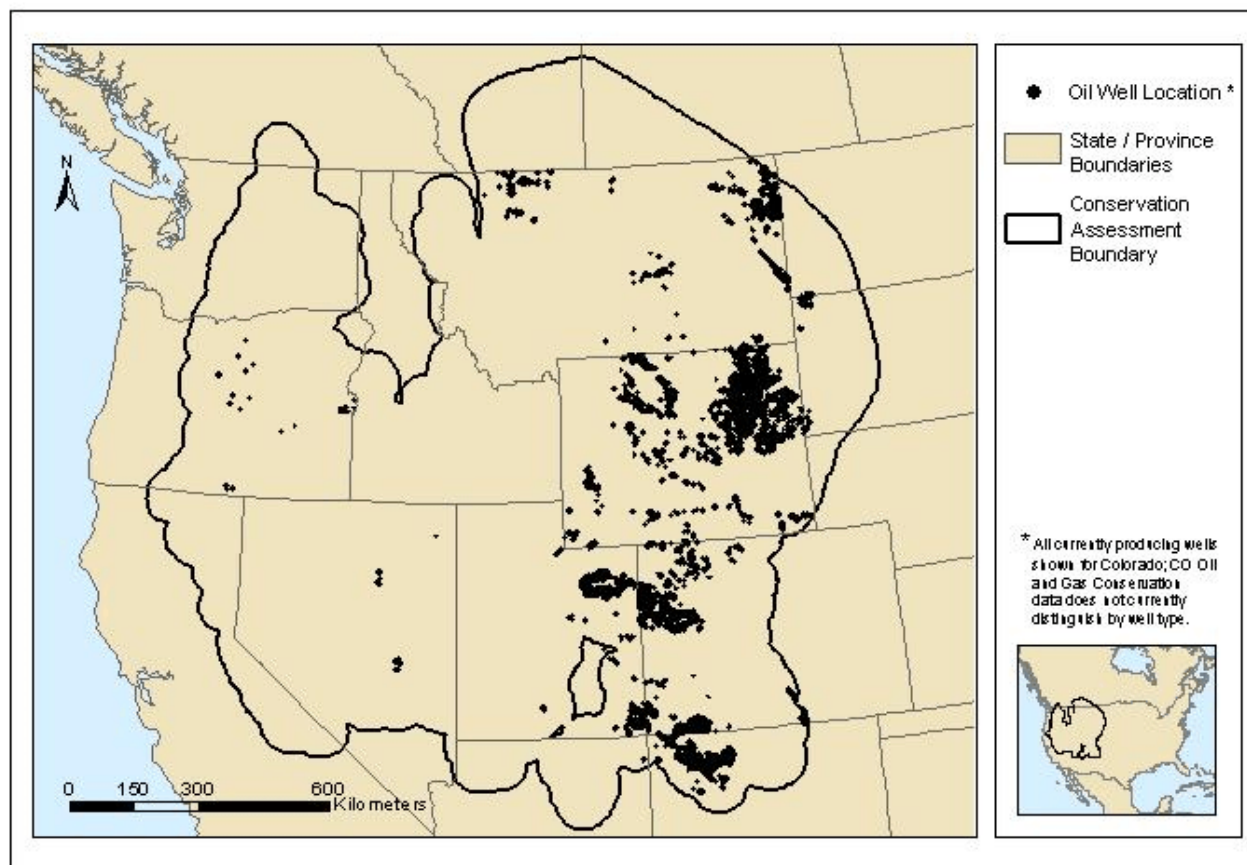 N
0 150 300 600
Kilometers
Oil Well Location *
State / Province
Boundaries
Conservation
Assessment
Boundary
* All currently producing wells
shown for Colorado; CO Oil
and Gas Conservation
data does not currently
distinguish by well type.